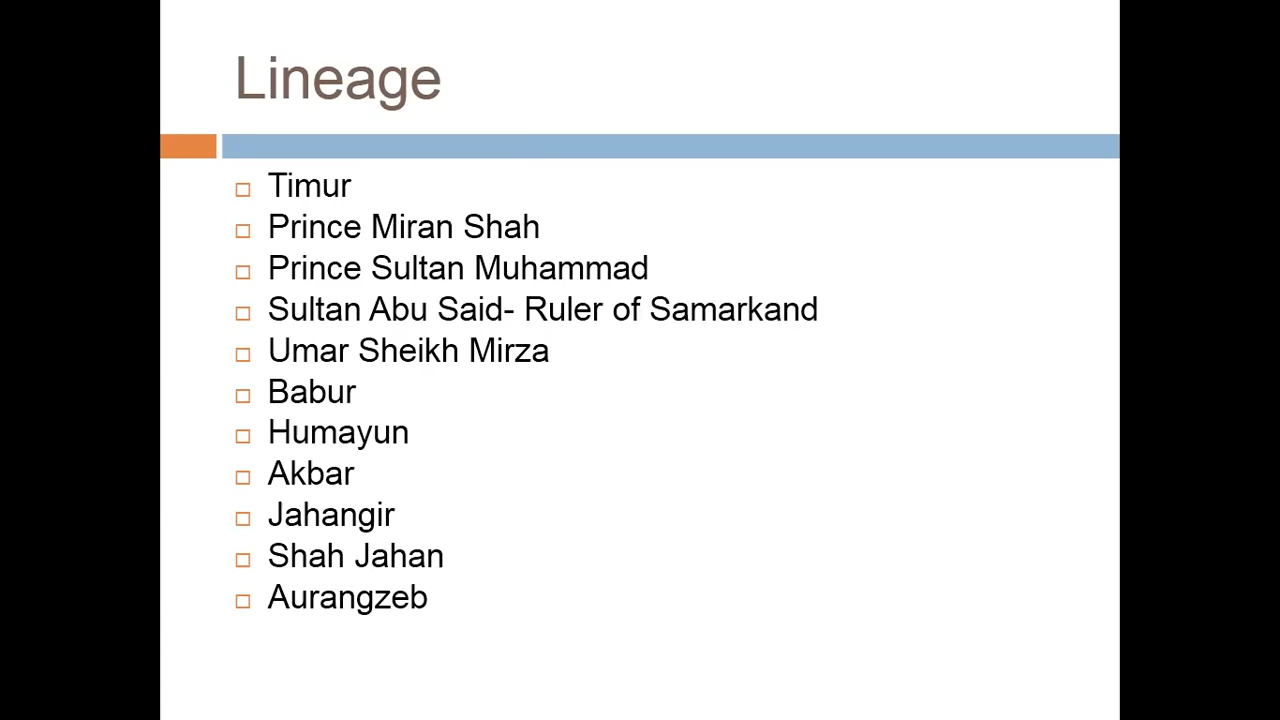 Lineage
Timur
Prince Miran Shah
Prince Sultan Muhammad
Sultan Abu Said- Ruler of Samarkand
Umar Sheikh Mirza
Babur
Humayun
Akbar
Jahangir
Shah Jahan
Aurangzeb